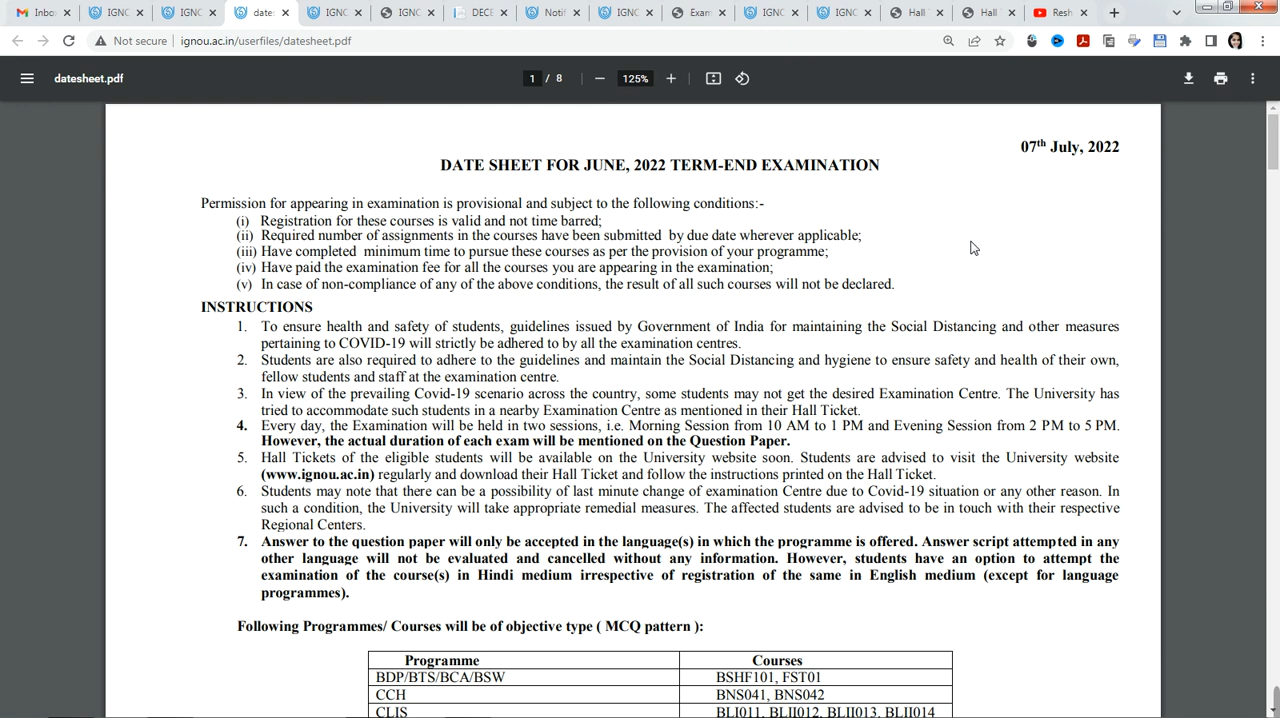 Inbo
IGNC
IGNC
date:
IGNC
IGNC
DECE
Notif
IGNC
Exam
IGNC
IGNC
Hall
Hall
Resh
Not secure
ignou.ac.in/userfiles/datesheet.pdf
datesheet.pdf
1 / 8
125%
07th July, 2022
DATE SHEET FOR JUNE, 2022 TERM-END EXAMINATION
Permission for appearing in examination is provisional and subject to the following conditions:-
(i) Registration for these courses is valid and not time barred;
(ii) Required number of assignments in the courses have been submitted by due date wherever applicable;
(iii) Have completed minimum time to pursue these courses as per the provision of your programme;
(iv) Have paid the examination fee for all the courses you are appearing in the examination;
(v) In case of non-compliance of any of the above conditions, the result of all such courses will not be declared.
INSTRUCTIONS
1. To ensure health and safety of students, guidelines issued by Government of India for maintaining the Social Distancing and other measures
pertaining to COVID-19 will strictly be adhered to by all the examination centres.
2. Students are also required to adhere to the guidelines and maintain the Social Distancing and hygiene to ensure safety and health of their own,
fellow students and staff at the examination centre.
3. In view of the prevailing Covid-19 scenario across the country, some students may not get the desired Examination Centre. The University has
tried to accommodate such students in a nearby Examination Centre as mentioned in their Hall Ticket.
4. Every day, the Examination will be held in two sessions, i.e. Morning Session from 10 AM to 1 PM and Evening Session from 2 PM to 5 PM.
However, the actual duration of each exam will be mentioned on the Question Paper.
5. Hall Tickets of the eligible students will be available on the University website soon. Students are advised to visit the University website
(www.ignou.ac.in) regularly and download their Hall Ticket and follow the instructions printed on the Hall Ticket.
6. Students may note that there can be a possibility of last minute change of examination Centre due to Covid-19 situation or any other reason. In
such a condition, the University will take appropriate remedial measures. The affected students are advised to be in touch with their respective
Regional Centers.
7. Answer to the question paper will only be accepted in the language(s) in which the programme is offered. Answer script attempted in any
other language will not be evaluated and cancelled without any information. However, students have an option to attempt the
examination of the course(s) in Hindi medium irrespective of registration of the same in English medium (except for language
programmes).
Following Programmes/ Courses will be of objective type ( MCQ pattern ):
Programme Courses
BDP/BTS/BCA/BSW BSHF101, FST01
CCH BNS041, BNS042
CLIS BLI011, BLII012, BLII013, BLII014